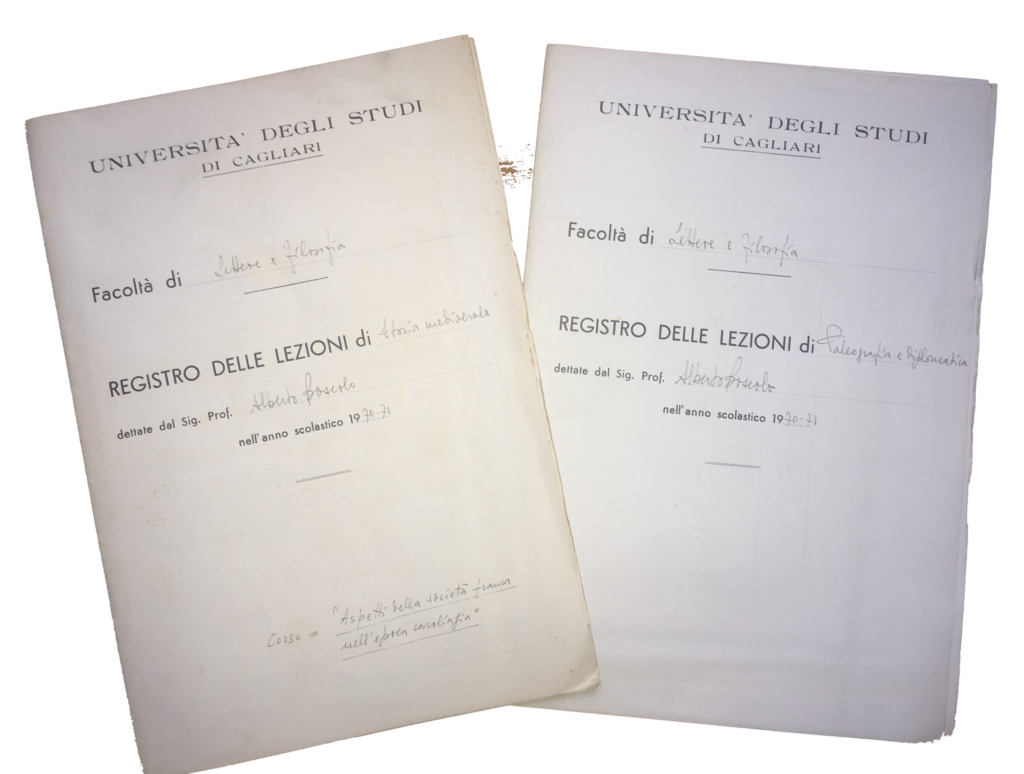 UNIVERSITA' DEGLI STUDI
DI CAGLIARI
Facoltà di Lettere e Filosofia
REGISTRO DELLE LEZIONI di Storia medioevale
dettate dal Sig. Prof. Alberto Boscolo
nell'anno scolastico 1970-71
Corso = "Aspetti della società franca
nell'epoca carolingia"
UNIVERSITA' DEGLI STUDI
DI CAGLIARI
Facoltà di Lettere e Filosofia
REGISTRO DELLE LEZIONI di Paleografia e diplomatica
dettate dal Sig. Prof. Alberto Boscolo
nell'anno scolastico 1970-71